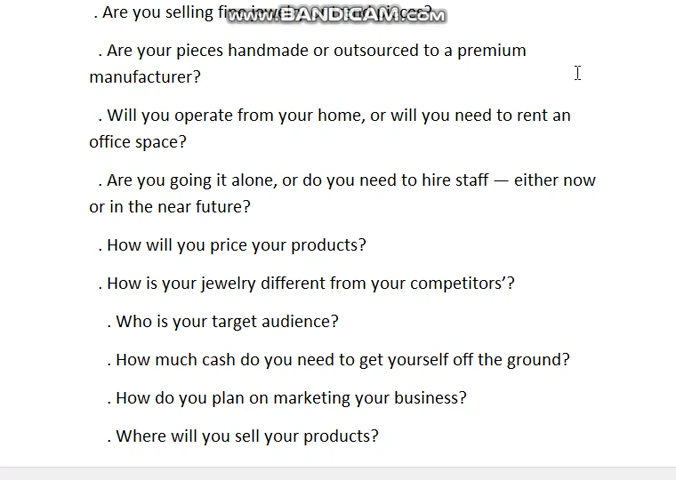 . Are you selling fine
www.BANDICAM.com
. Are your pieces handmade or outsourced to a premium
manufacturer?
. Will you operate from your home, or will you need to rent an
office space?
. Are you going it alone, or do you need to hire staff — either now
or in the near future?
. How will you price your products?
. How is your jewelry different from your competitors’?
. Who is your target audience?
. How much cash do you need to get yourself off the ground?
. How do you plan on marketing your business?
. Where will you sell your products?